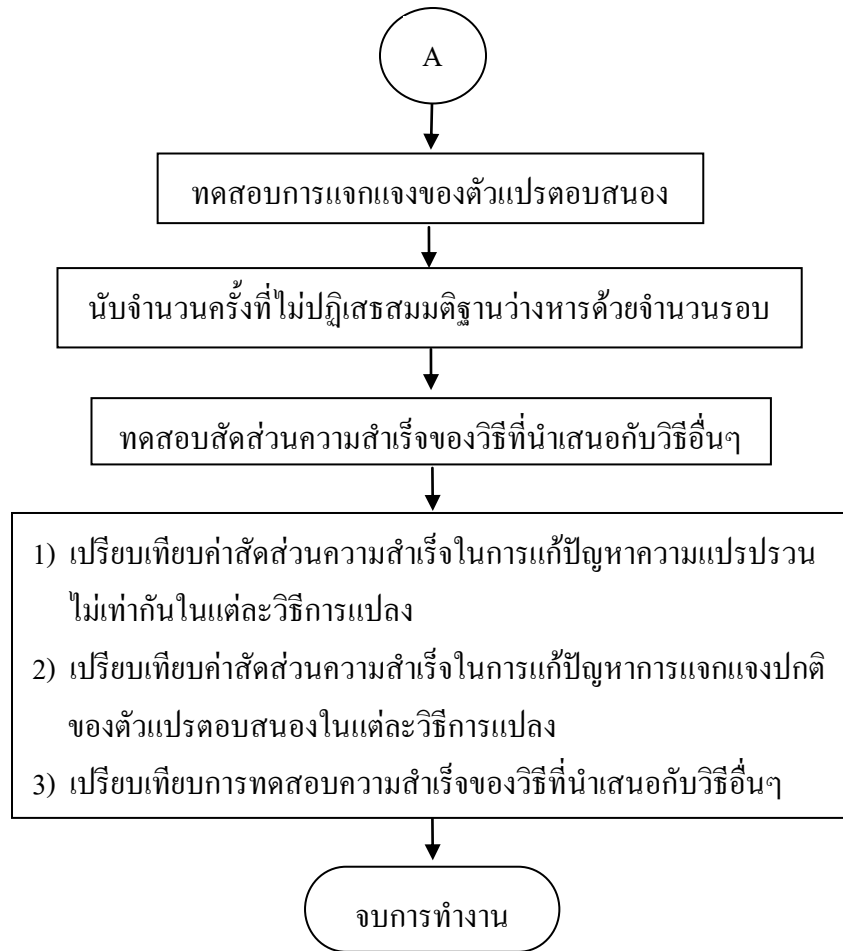 A
ทดสอบการแจกแจงของตัวแปรตอบสนอง
นับจำนวนครั้งที่ไม่ปฏิเสธสมมติฐานว่างหารด้วยจำนวนรอบ
ทดสอบสัดส่วนความสำเร็จของวิธีที่นำเสนอกับวิธีอื่นๆ
1) เปรียบเทียบค่าสัดส่วนความสำเร็จในการแก้ปัญหาความแปรปรวน
ไม่เท่ากันในแต่ละวิธีการแปลง
2) เปรียบเทียบค่าสัดส่วนความสำเร็จในการแก้ปัญหาการแจกแจงปกติ
ของตัวแปรตอบสนองในแต่ละวิธีการแปลง
3) เปรียบเทียบการทดสอบความสำเร็จของวิธีที่นำเสนอกับวิธีอื่นๆ
จบการทำงาน